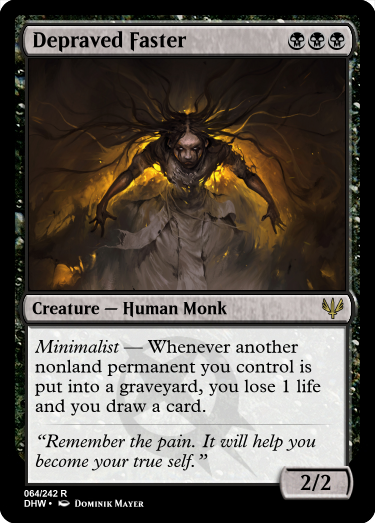 Depraved Faster
Creature — Human Monk
Minimalist — Whenever another
nonland permanent you control is
put into a graveyard, you lose 1 life
and you draw a card.
“Remember the pain. It will help you
become your true self.”
2/2
064/242 R
DHW • Dominik Mayer